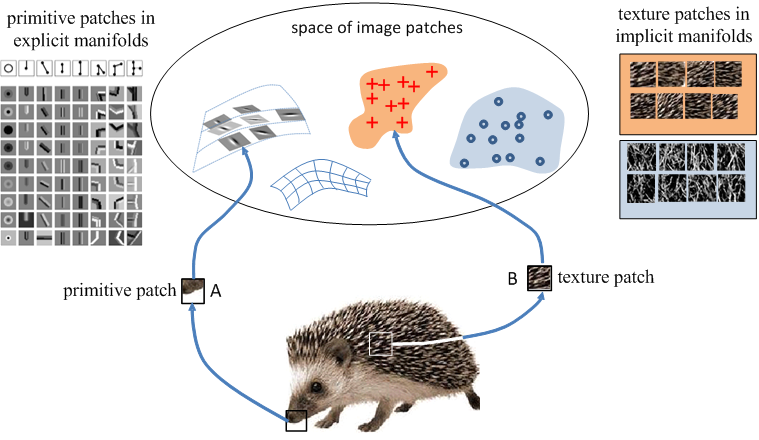 primitive patches in
explicit manifolds
space of image patches
texture patches in
implicit manifolds
primitive patch
A
B
texture patch